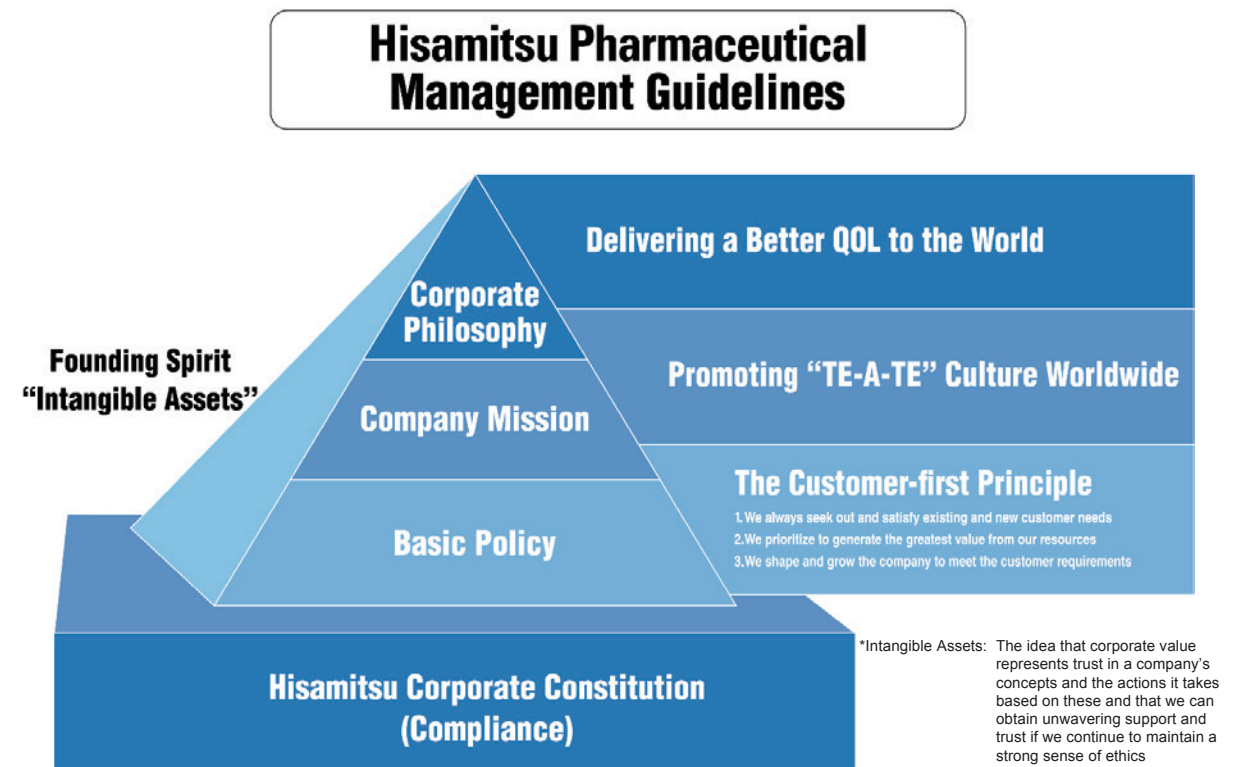 Hisamitsu Pharmaceutical
Management Guidelines
Delivering a Better QOL to the World
Corporate
Philosophy
Promoting “TE-A-TE” Culture Worldwide
Founding Spirit
“Intangible Assets”
Company Mission
The Customer-first Principle
1.We always seek out and satisfy existing and new customer needs
2.We prioritize to generate the greatest value from our resources
3.We shape and grow the company to meet the customer requirements
Basic Policy
Hisamitsu Corporate Constitution
(Compliance)
*Intangible Assets: The idea that corporate value
represents trust in a company’s
concepts and the actions it takes
based on these and that we can
obtain unwavering support and
trust if we continue to maintain a
strong sense of ethics